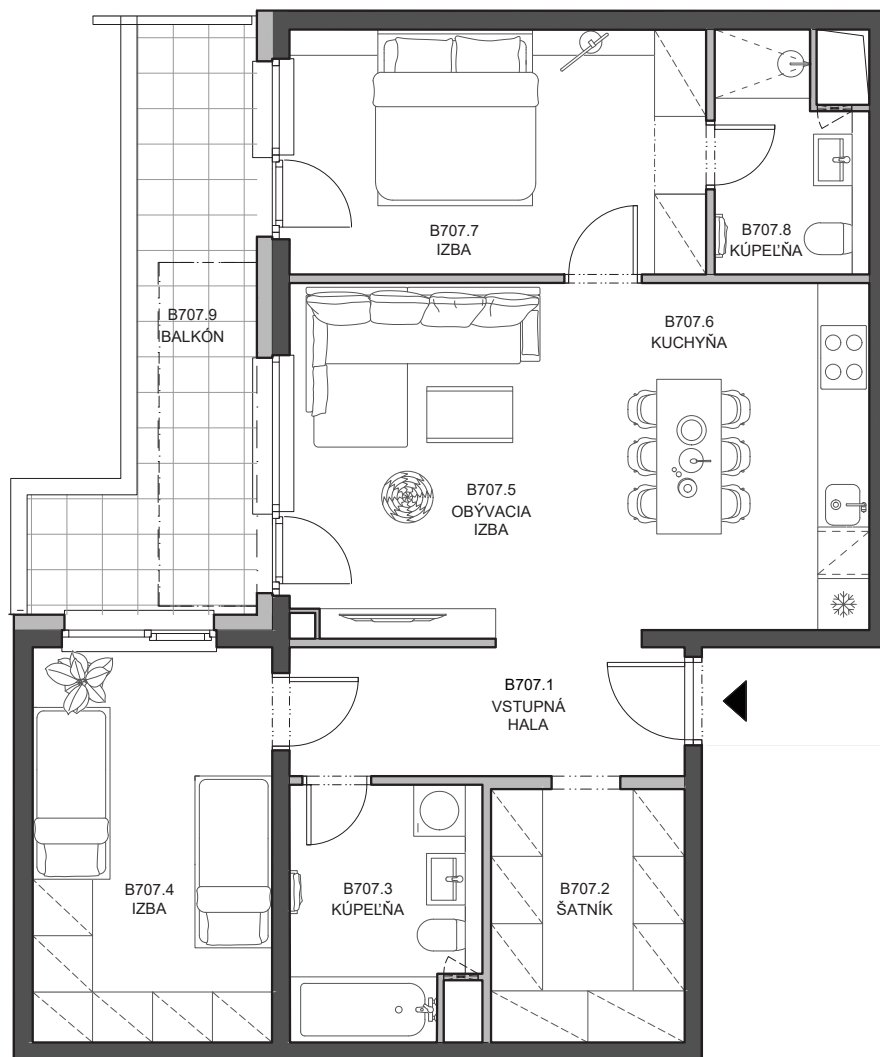 B707.7
IZBA
B707.8
KÚPEĽŇA
B707.9
BALKÓN
B707.6
KUCHYŇA
B707.5
OBÝVACIA
IZBA
B707.1
VSTUPNÁ
HALA
B707.4
IZBA
B707.3
KÚPEĽŇA
B707.2
ŠATNÍK